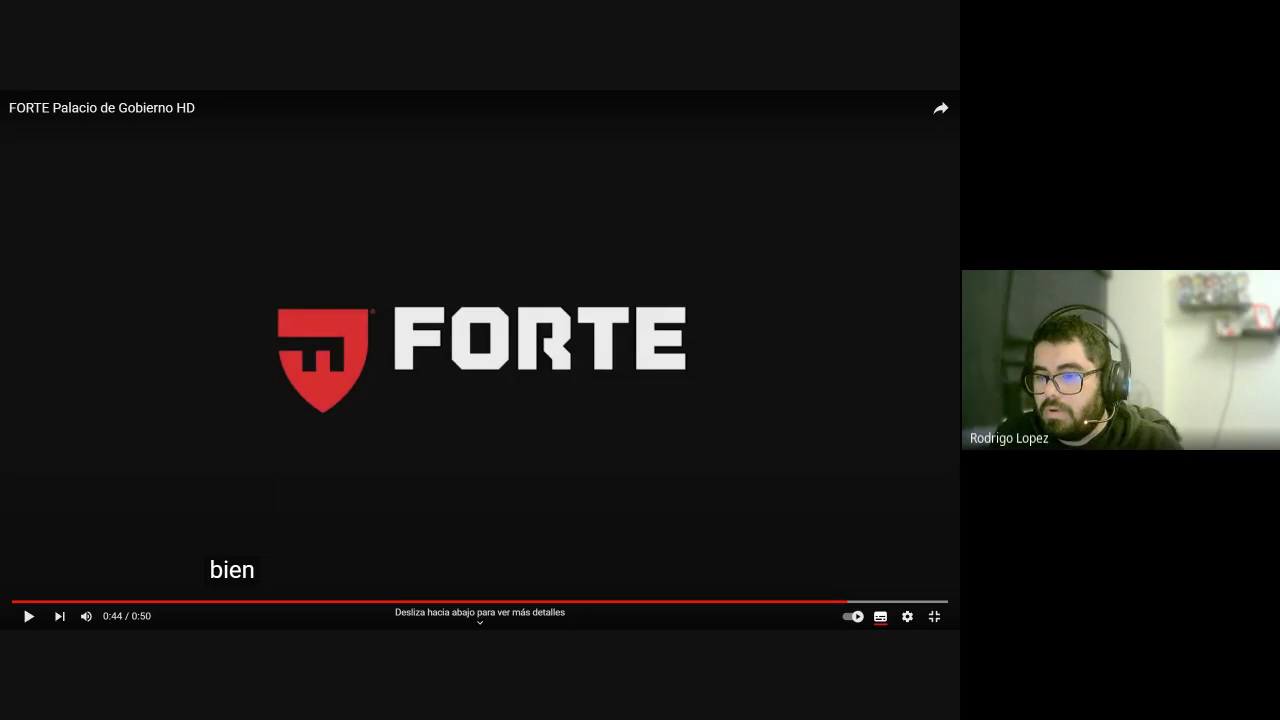 FORTE Palacio de Gobierno HD
FORTE
bien
0:44 / 0:50
Desliza hacia abajo para ver más detalles
Rodrigo Lopez